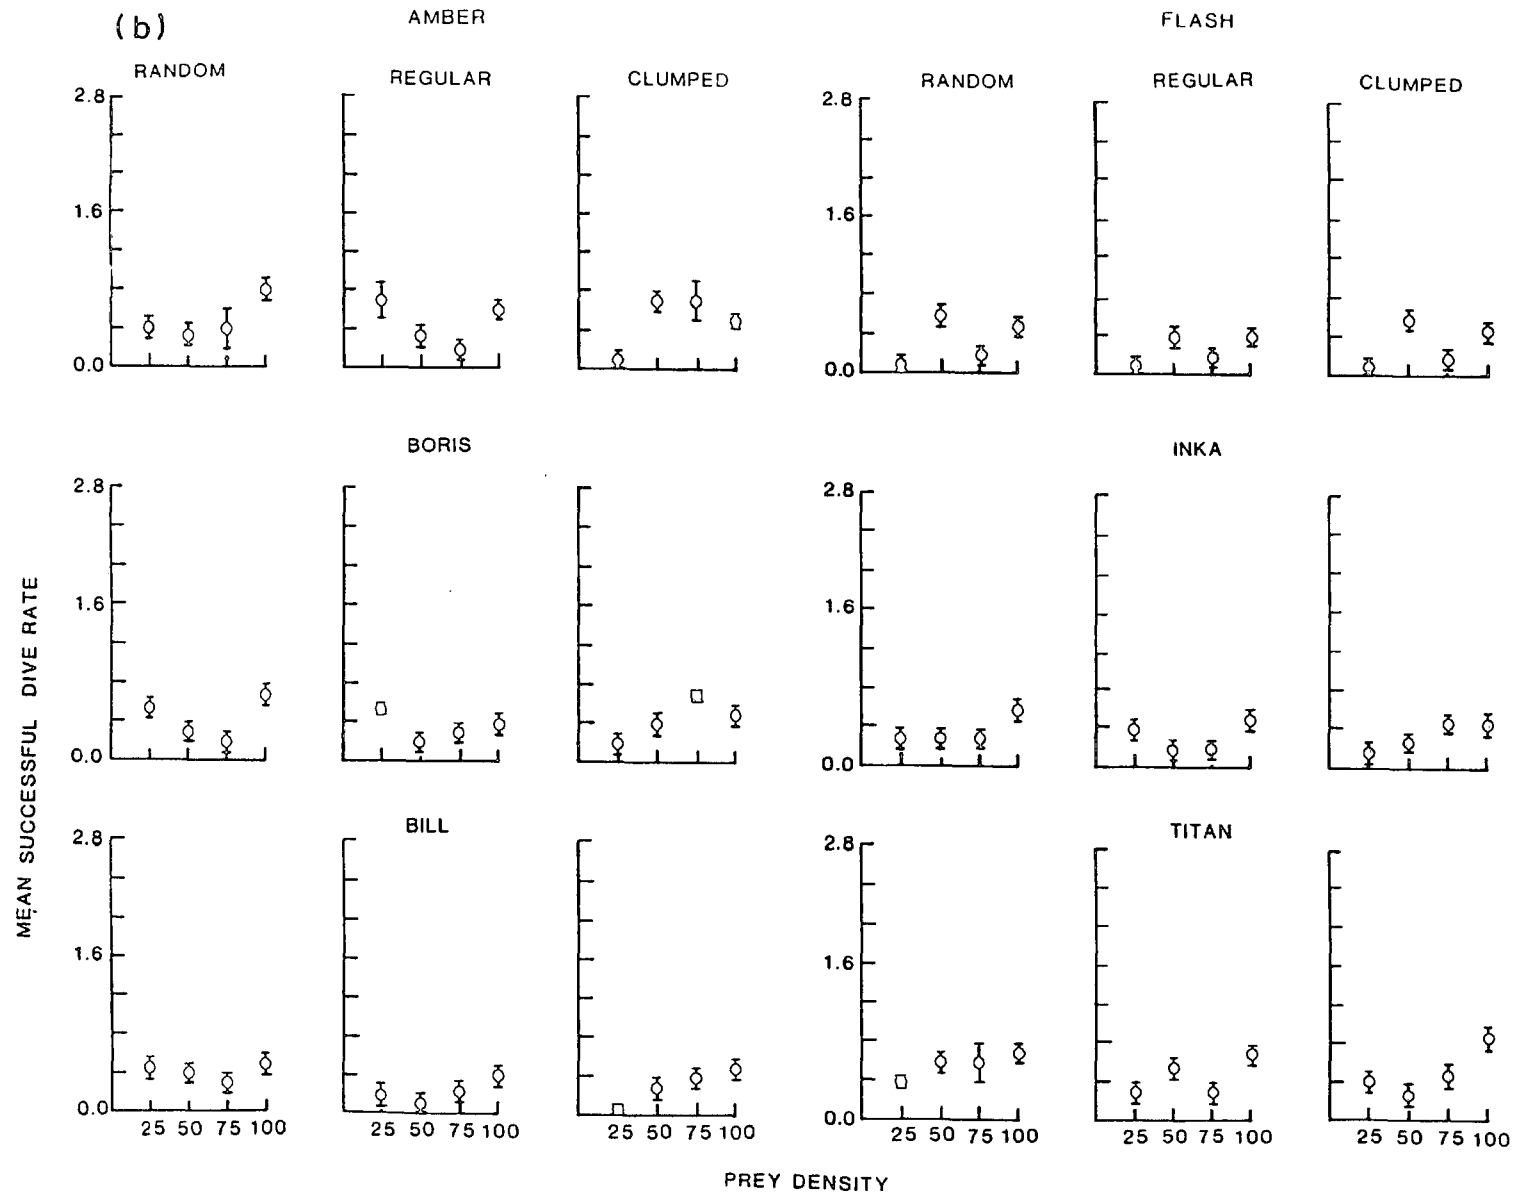 (b)
AMBER
FLASH
RANDOM REGULAR CLUMPED RANDOM REGULAR CLUMPED
2.8 2.8
1.6 1.6
0.0 0.0
BORIS INKA
2.8 2.8
1.6 1.6
0.0 0.0
BILL TITAN
2.8 2.8
1.6 1.6
0.0 0.0
25 50 75 100 25 50 75 100 25 50 75 100 25 50 75 100 25 50 75 100 25 50 75 100
MEAN SUCCESSFUL DIVE RATE
PREY DENSITY